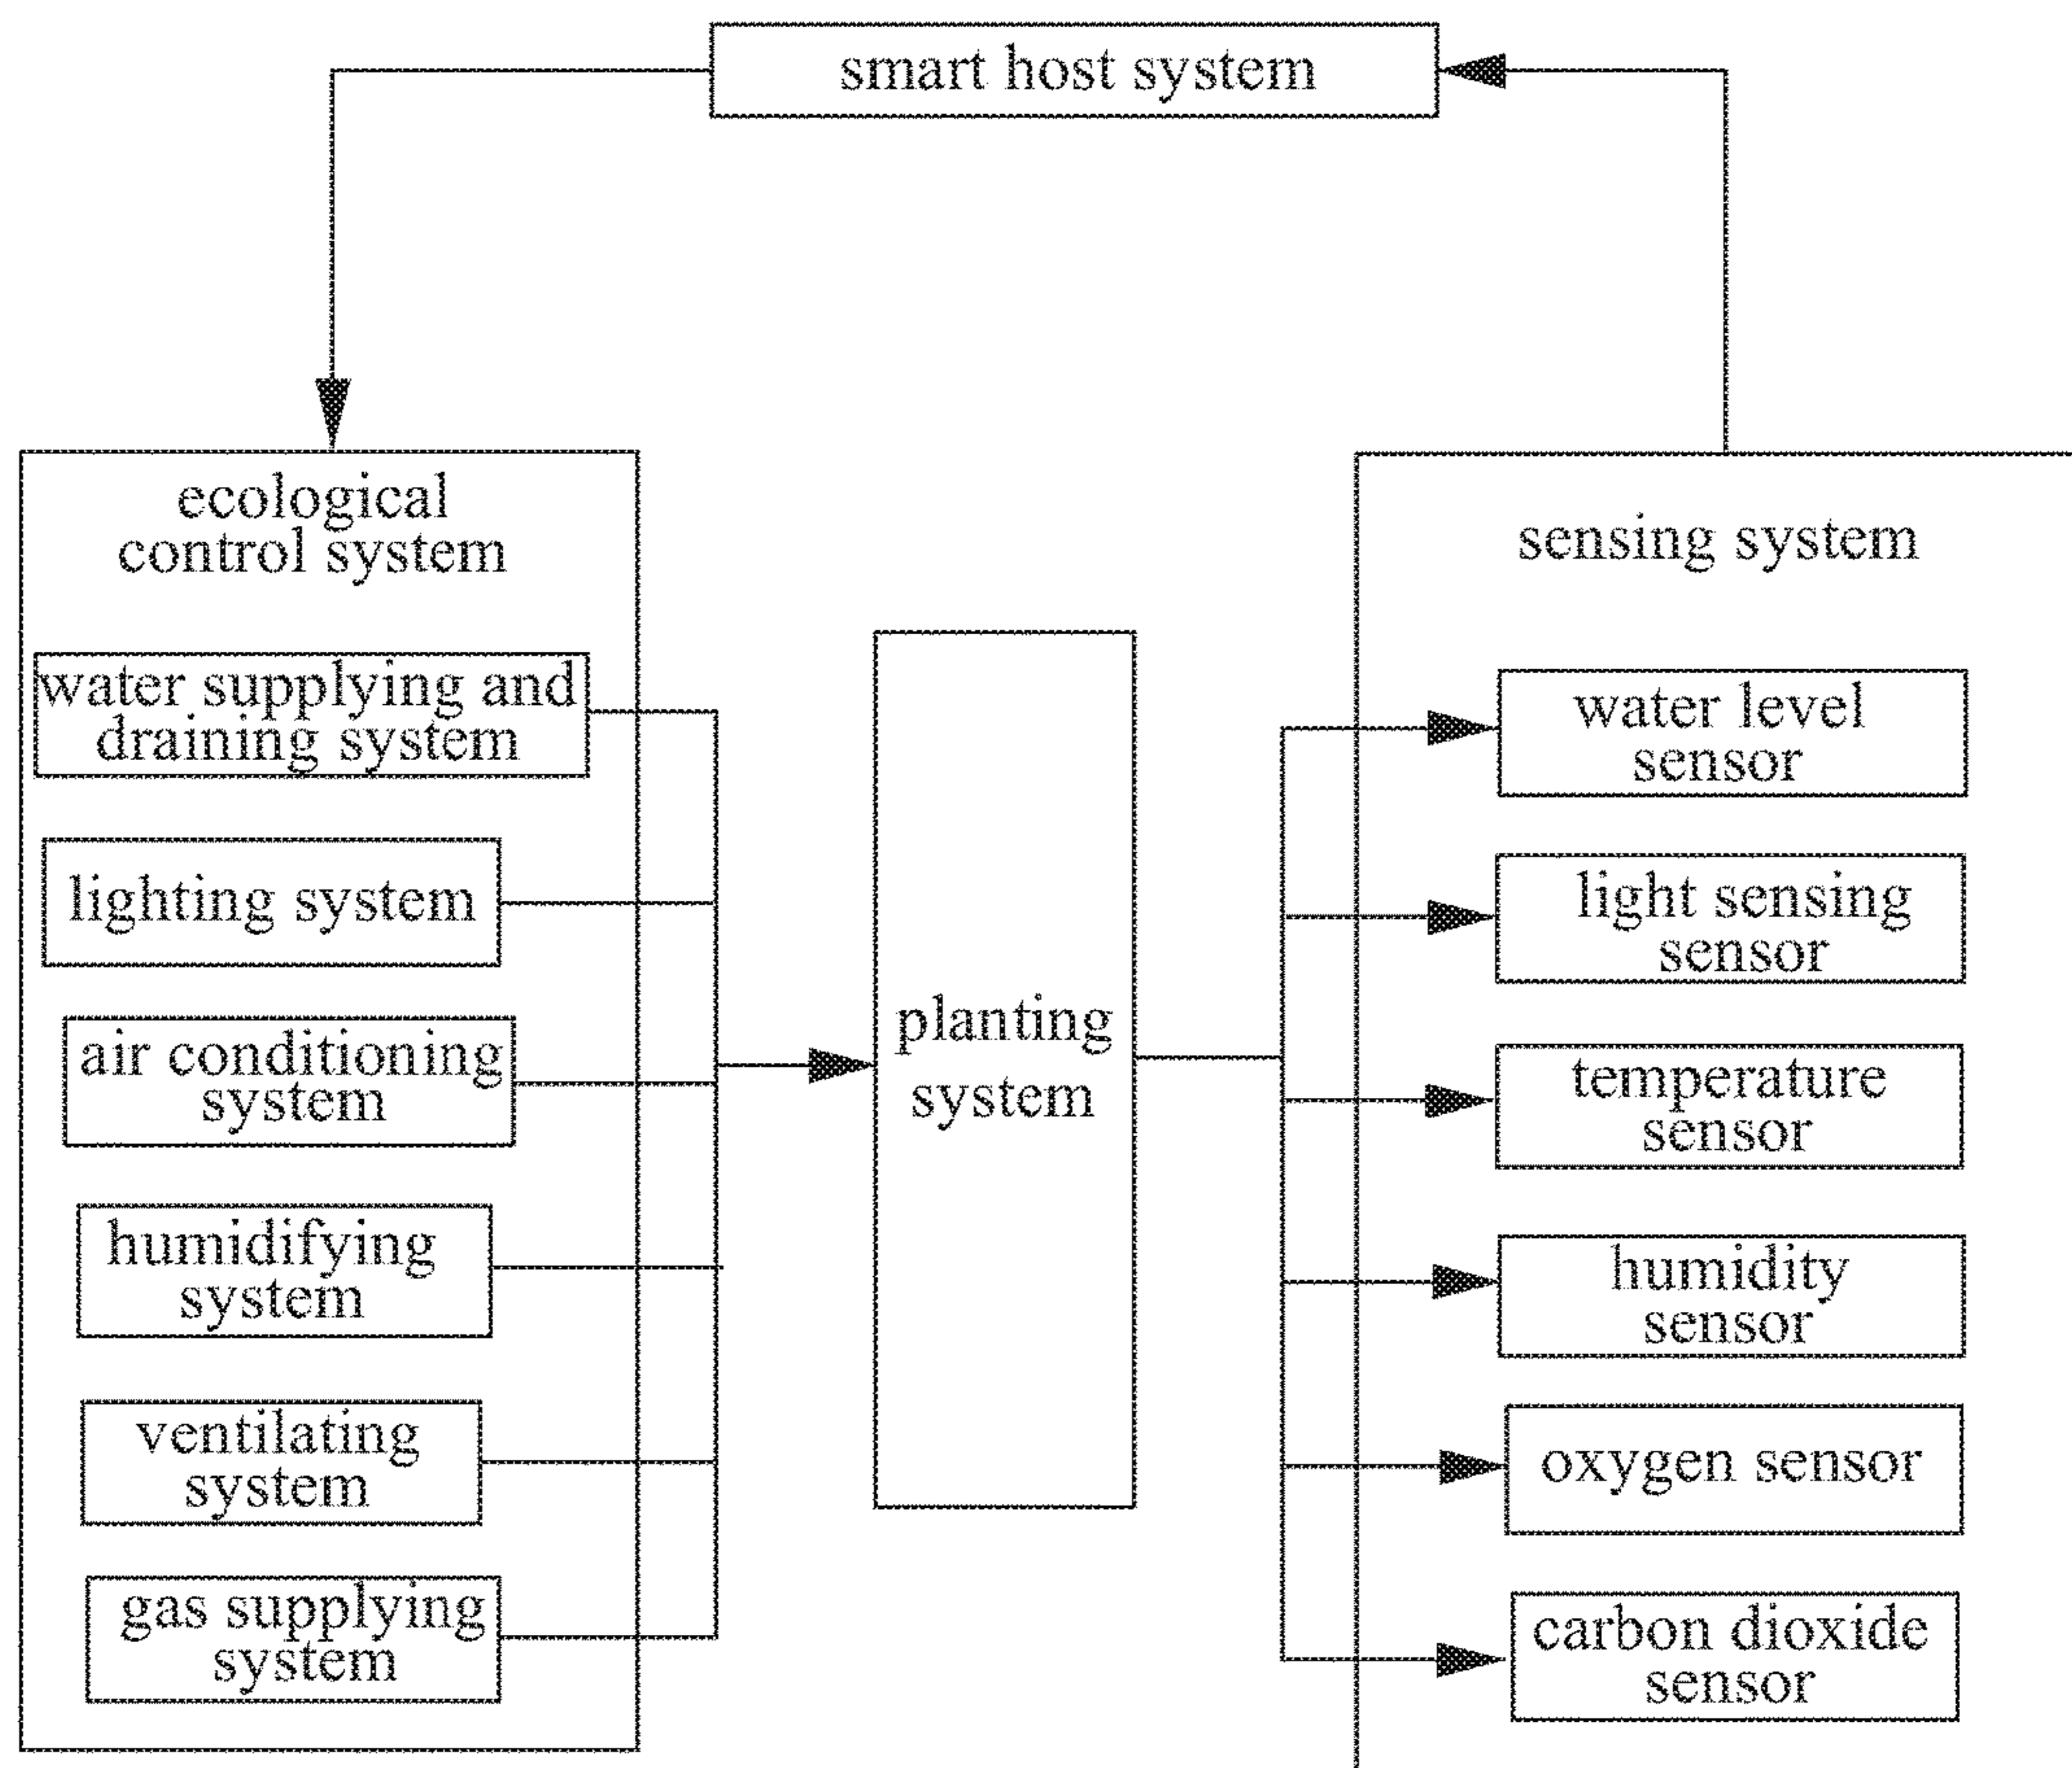 smart host system
ecological
control system
water supplying and
draining system
lighting system
air conditioning
system
humidifying
system
ventilating
system
gas supplying
system
planting
system
sensing system
water level
sensor
light sensing
sensor
temperature
sensor
humidity
sensor
oxygen sensor
carbon dioxide
sensor